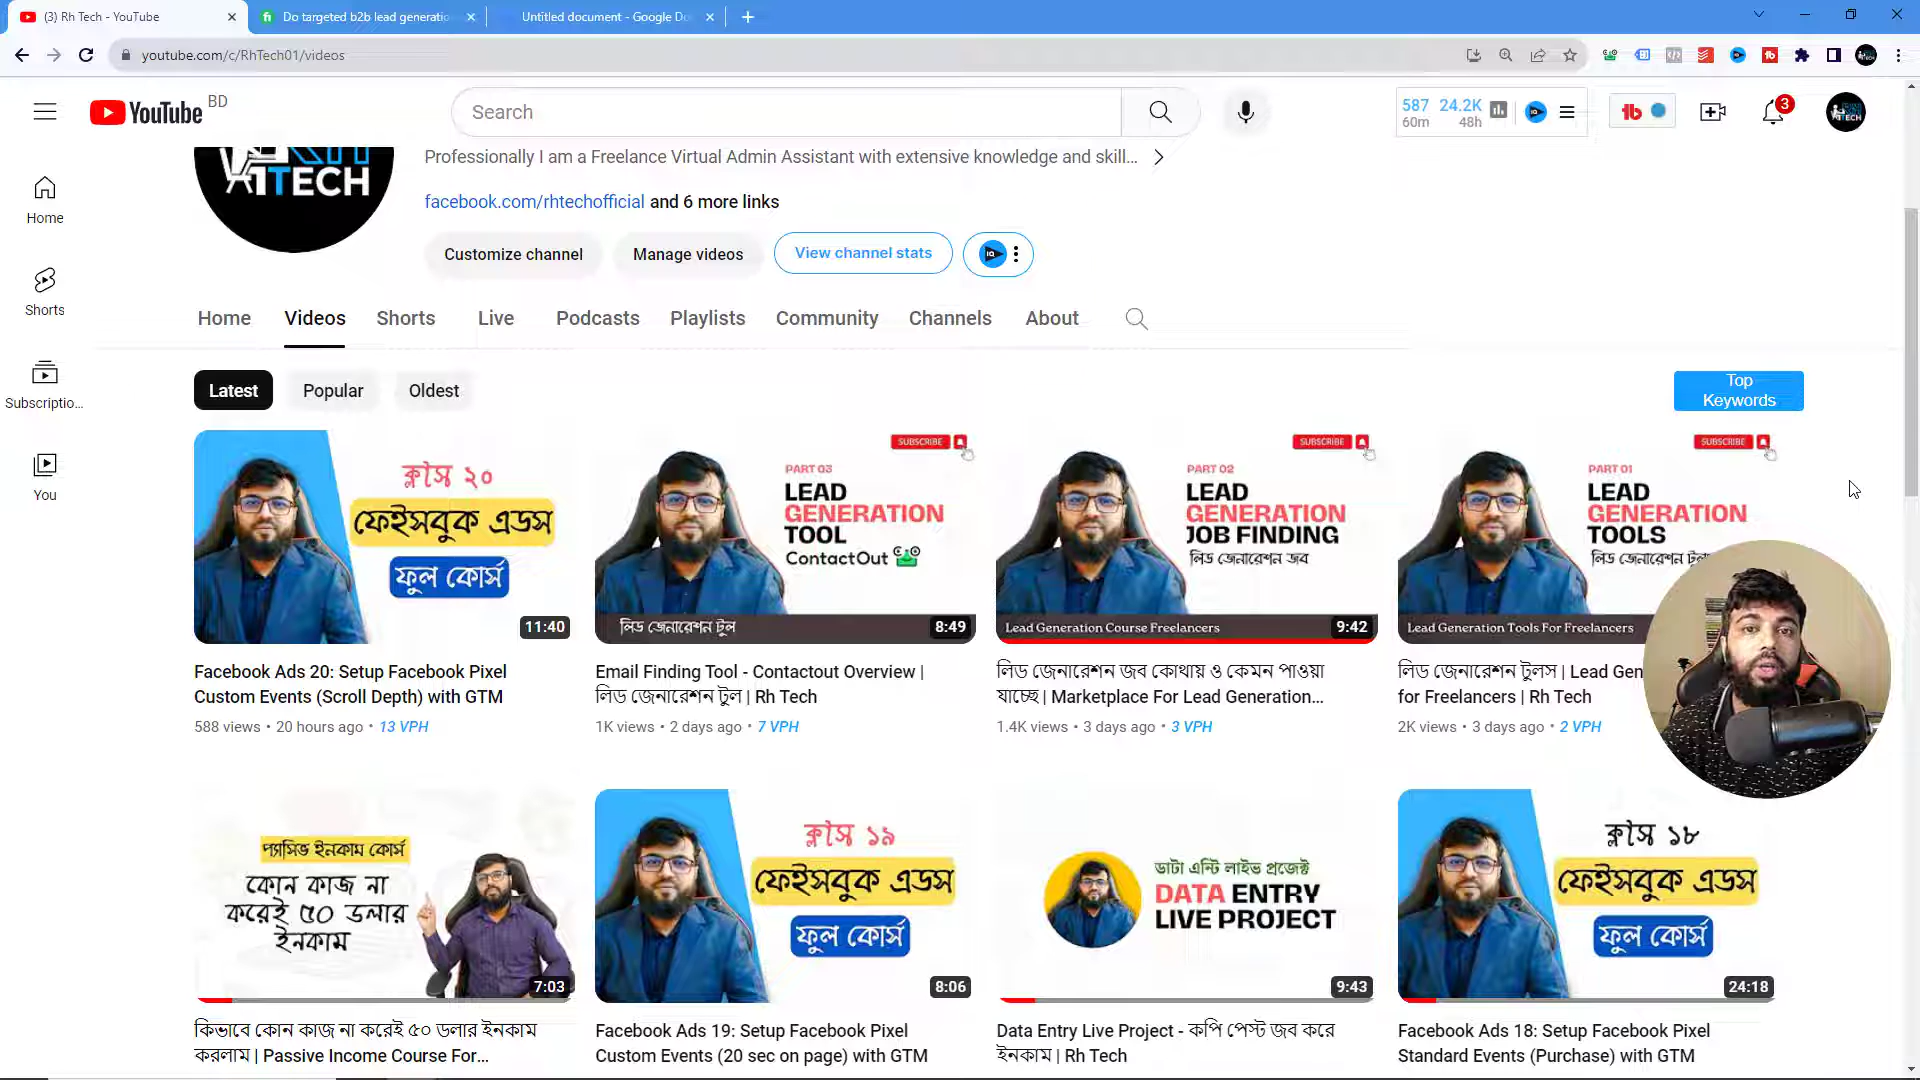 (3) Rh Tech - YouTube
Do targeted b2b lead generatio
Untitled document - Google Do
youtube.com/c/RhTech01/videos
YouTube BD
Search
587 24.2K
60m 48h
3
TECH
Professionally I am a Freelance Virtual Admin Assistant with extensive knowledge and skill...
facebook.com/rhtechofficial and 6 more links
Customize channel
Manage videos
View channel stats
Home
Shorts
Subscriptio...
You
Home
Videos
Shorts
Live
Podcasts
Playlists
Community
Channels
About
Latest
Popular
Oldest
Top
Keywords
ক্লাস ২০
ফেইসবুক এডস
ফুল কোর্স
11:40
SUBSCRIBE
PART 03
LEAD
GENERATION
TOOL
ContactOut
লিড জেনারেশন টুল
8:49
SUBSCRIBE
PART 02
LEAD
GENERATION
JOB FINDING
লিড জেনারেশন জব
Lead Generation Course Freelancers
9:42
SUBSCRIBE
PART 01
LEAD
GENERATION
TOOLS
লিড জেনারেশন
Lead Generation Tools For Freelancers
Facebook Ads 20: Setup Facebook Pixel
Custom Events (Scroll Depth) with GTM
588 views • 20 hours ago • 13 VPH
Email Finding Tool - Contactout Overview |
লিড জেনারেশন টুল | Rh Tech
1K views • 2 days ago • 7 VPH
লিড জেনারেশন জব কোথায় ও কেমন পাওয়া
যাচ্ছে | Marketplace For Lead Generation...
1.4K views • 3 days ago • 3 VPH
লিড জেনারেশন টুলস | Lead Gen
for Freelancers | Rh Tech
2K views • 3 days ago • 2 VPH
প্যাসিভ ইনকাম কোর্স
কোন কাজ না
করেই ৫০ ডলার
ইনকাম
7:03
ক্লাস ১৯
ফেইসবুক এডস
ফুল কোর্স
8:06
ডাটা এন্টি লাইভ প্রজেক্ট
DATA ENTRY
LIVE PROJECT
9:43
ক্লাস ১৮
ফেইসবুক এডস
ফুল কোর্স
24:18
কিভাবে কোন কাজ না করেই ৫০ ডলার ইনকাম
করলাম | Passive Income Course For...
Facebook Ads 19: Setup Facebook Pixel
Custom Events (20 sec on page) with GTM
Data Entry Live Project - কপি পেস্ট জব করে
ইনকাম | Rh Tech
Facebook Ads 18: Setup Facebook Pixel
Standard Events (Purchase) with GTM